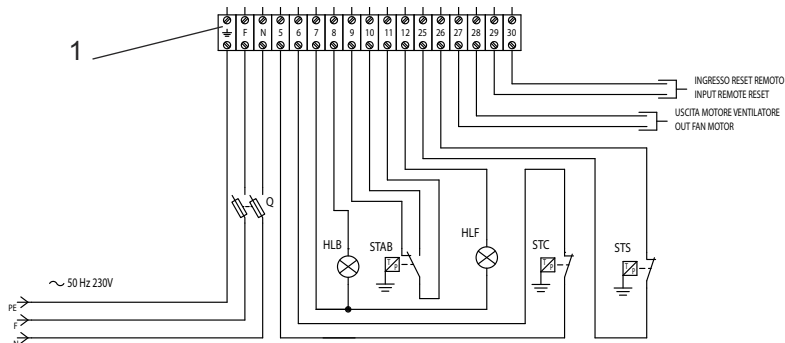 1
F N 5 6 7 8 9 10 11 12 25 26 27 28 29 30
INGRESSO RESET REMOTO
INPUT REMOTE RESET
USCITA MOTORE VENTILATORE
OUT FAN MOTOR
Q
HLB
STAB
HLF
STC
STS
T P
T P
T P
~ 50 Hz 230V
PE
F
N